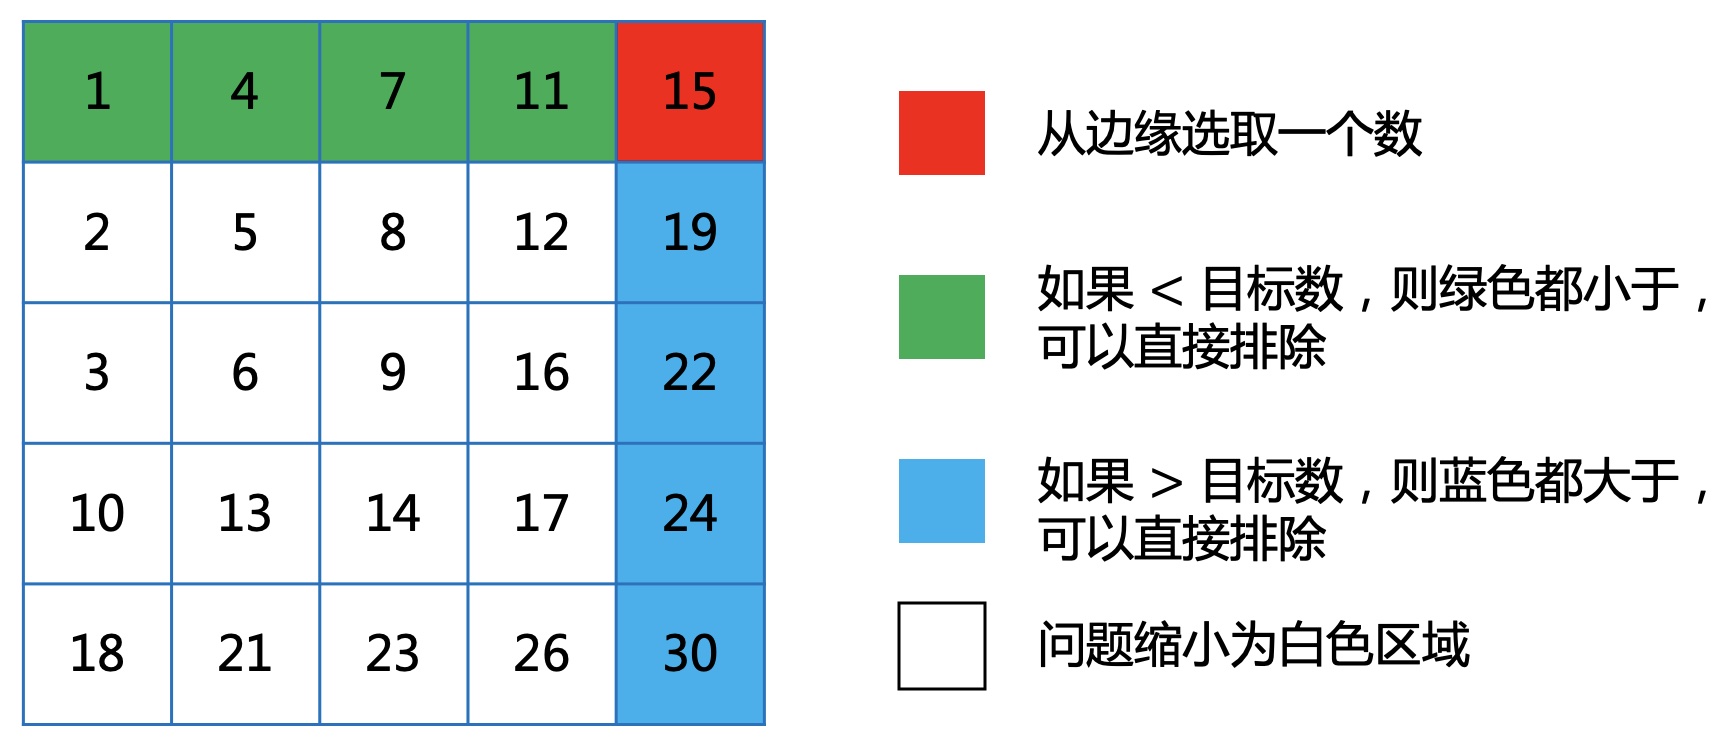 1 4 7 11 15
2 5 8 12 19
3 6 9 16 22
10 13 14 17 24
18 21 23 26 30
从边缘选取一个数
如果 < 目标数，则绿色都小于，
可以直接排除
如果 > 目标数，则蓝色都大于，
可以直接排除
问题缩小为白色区域